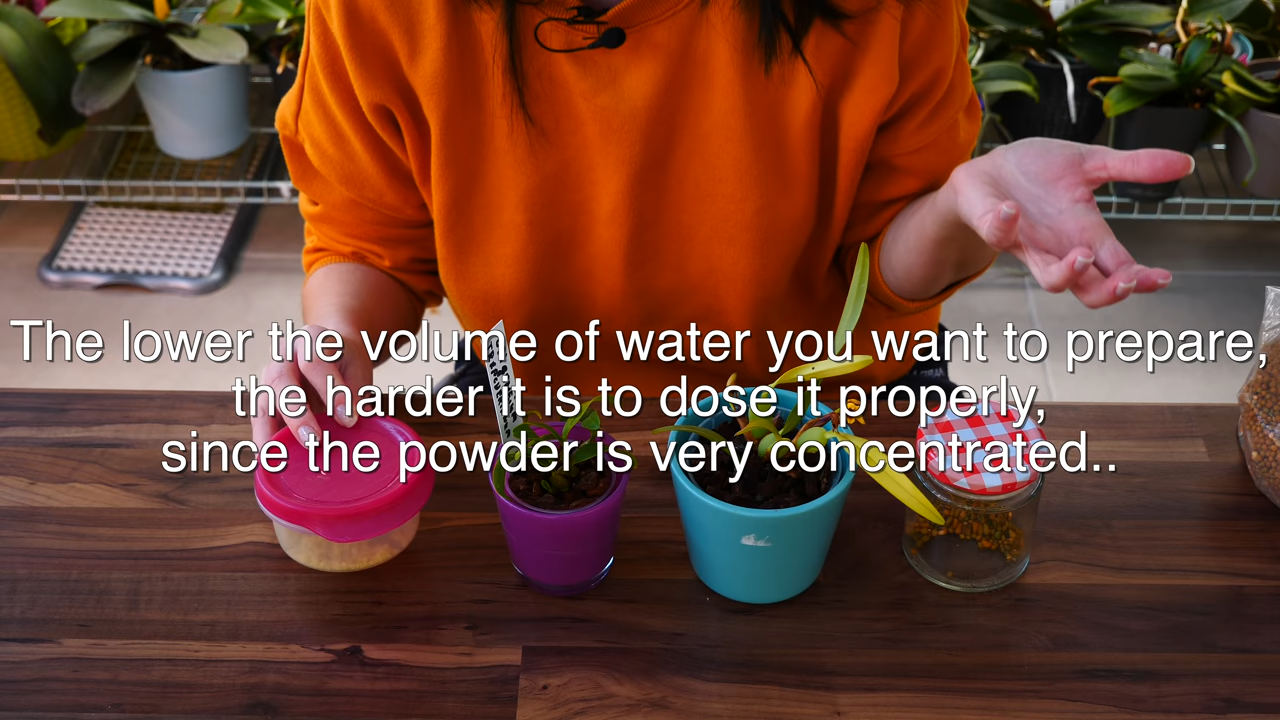 The lower the volume of water you want to prepare,
the harder it is to dose it properly,
since the powder is very concentrated..